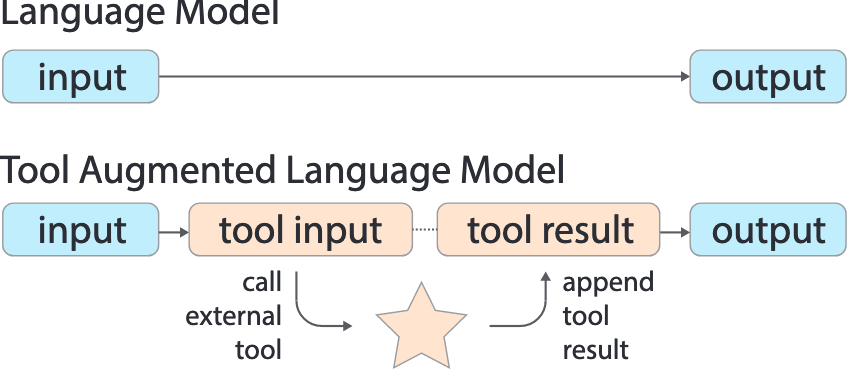 Language Model
input output
Tool Augmented Language Model
input tool input tool result output
call
external
tool
append
tool
result